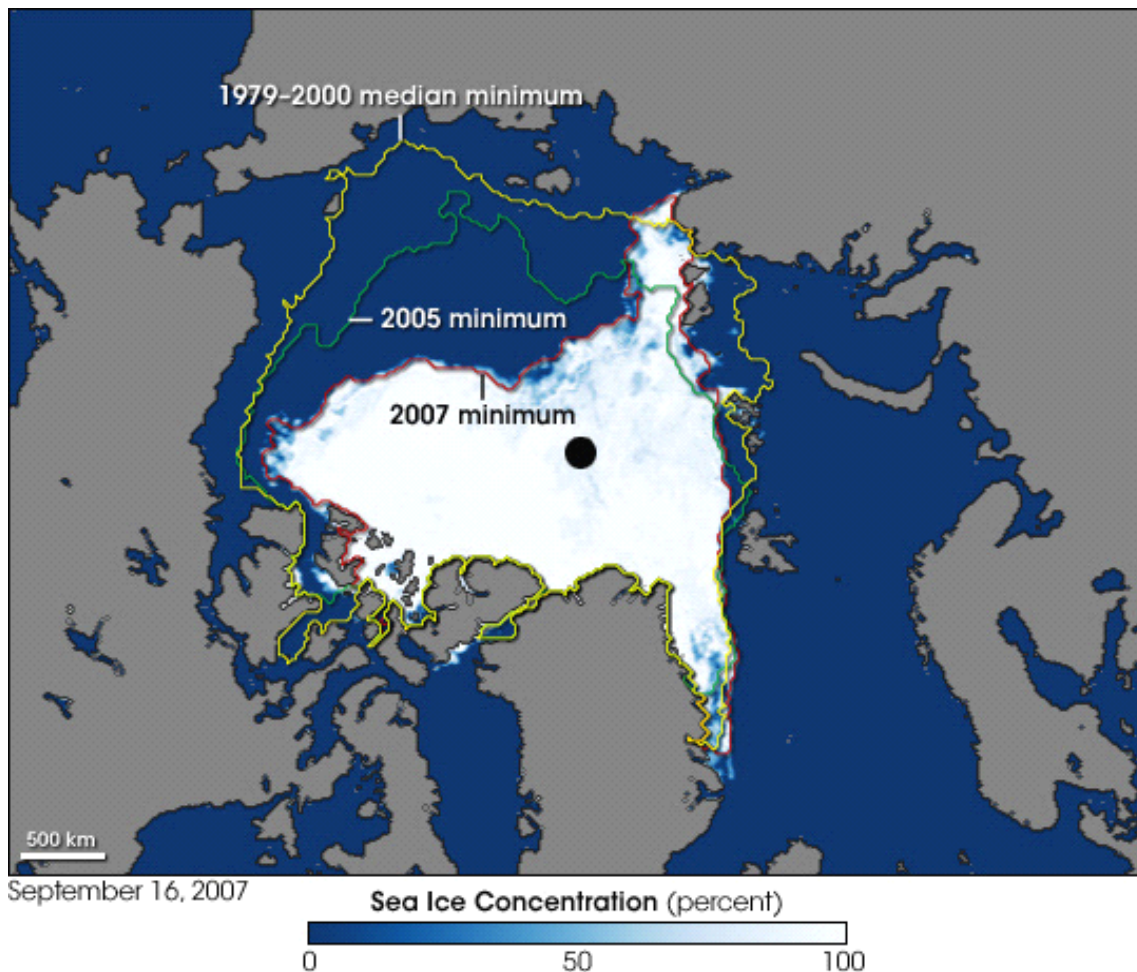 1979-2000 median minimum
2005 minimum
2007 minimum
500 km
September 16, 2007
Sea Ice Concentration (percent)
0 50 100